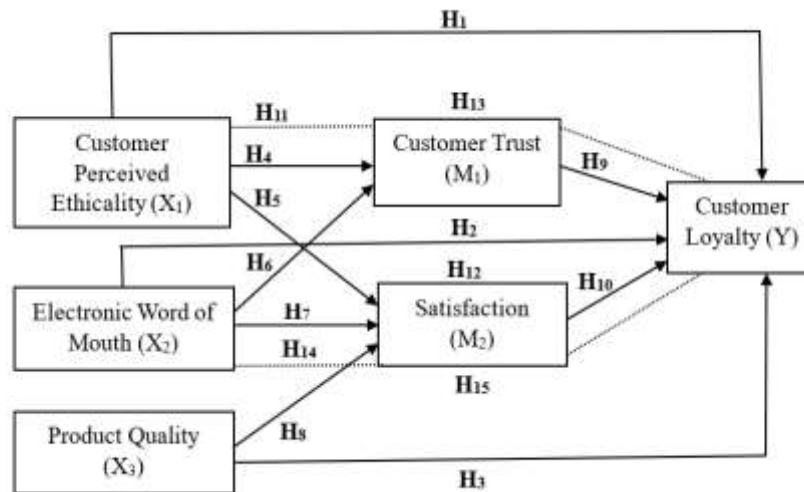 H1
H11
H13
Customer
Perceived
Ethicality (X1)
H4
Customer Trust
(M1)
H9
H5
Customer
Loyalty (Y)
H2
H6
H12
H10
Electronic Word of
Mouth (X2)
H7
Satisfaction
(M2)
H14
H15
Product Quality
(X3)
H8
H3